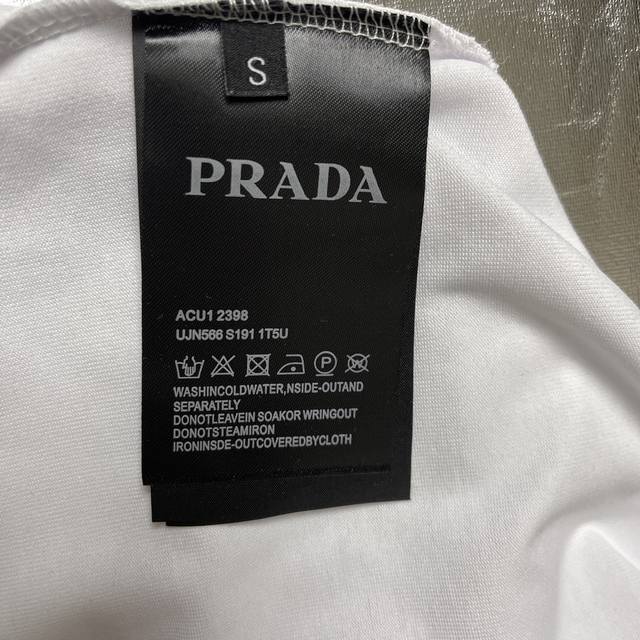 S
PRADA
ACU1 2398
UJN566 S191 1T5U
P
WASHINCOLDWATER,NSIDE-OUTAND
SEPARATELY
DONOTLEAVEIN SOAKOR WRINGOUT
DONOTSTEAMIRON
IRONINSDE-OUTCOVEREDBYCLOTH